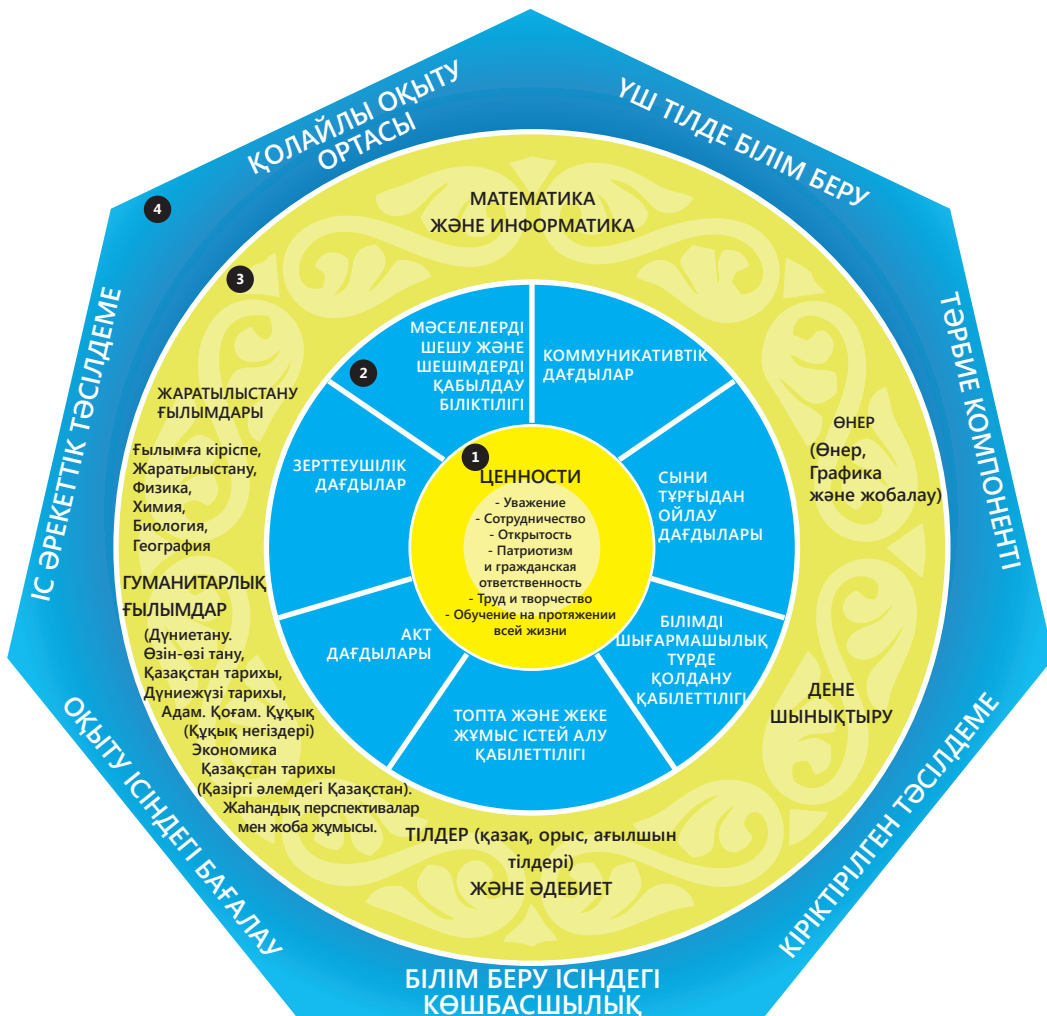 ҚОЛАЙЛЫ ОҚЫТУ
ОРТАСЫ
ҮШ ТІЛДЕ БІЛІМ БЕРУ
4
ІС ӘРЕКЕТТІК ТӘСІЛДЕМЕ
ТӘРБИЕ КОМПОНЕНТІ
ОҚЫТУ ІСІНДЕГІ БАҒАЛАУ
КІРІКТІРІЛГЕН ТӘСІЛДЕМЕ
БІЛІМ БЕРУ ІСІНДЕГІ
КӨШБАСШЫЛЫҚ
3
МАТЕМАТИКА
ЖӘНЕ ИНФОРМАТИКА
ЖАРАТЫЛЫСТАНУ
ҒЫЛЫМДАРЫ
Ғылымға кіріспе,
Жаратылыстану,
Физика,
Химия,
Биология,
География
ГУМАНИТАРЛЫҚ
ҒЫЛЫМДАР
(Дүниетану.
Өзін-өзі тану,
Қазақстан тарихы,
Дүниежүзі тарихы,
Адам. Қоғам. Құқық
(Құқық негіздері)
Экономика
Қазақстан тарихы
(Қазіргі әлемдегі Қазақстан).
Жаһандық перспективалар
мен жоба жұмысы.
ӨНЕР
(Өнер,
Графика
және жобалау)
ДЕНЕ
ШЫНЫҚТЫРУ
ТІЛДЕР (қазақ, орыс, ағылшын
тілдері)
ЖӘНЕ ӘДЕБИЕТ
2
МӘСЕЛЕЛЕРДІ
ШЕШУ ЖӘНЕ
ШЕШІМДЕРДІ
ҚАБЫЛДАУ
БІЛІКТІЛІГІ
КОММУНИКАТИВТІК
ДАҒДЫЛАР
ЗЕРТТЕУШІЛІК
ДАҒДЫЛАР
СЫНИ
ТҰРҒЫДАН
ОЙЛАУ
ДАҒДЫЛАРЫ
АКТ
ДАҒДЫЛАРЫ
БІЛІМДІ
ШЫҒАРМАШЫЛЫҚ
ТҮРДЕ
ҚОЛДАНУ
ҚАБІЛЕТТІЛІГІ
ТОПТА ЖӘНЕ ЖЕКЕ
ЖҰМЫС ІСТЕЙ АЛУ
ҚАБІЛЕТТІЛІГІ
1
ЦЕННОСТИ
- Уважение
- Сотрудничество
- Открытость
- Патриотизм
и гражданская
ответственность
- Труд и творчество
- Обучение на протяжении
всей жизни